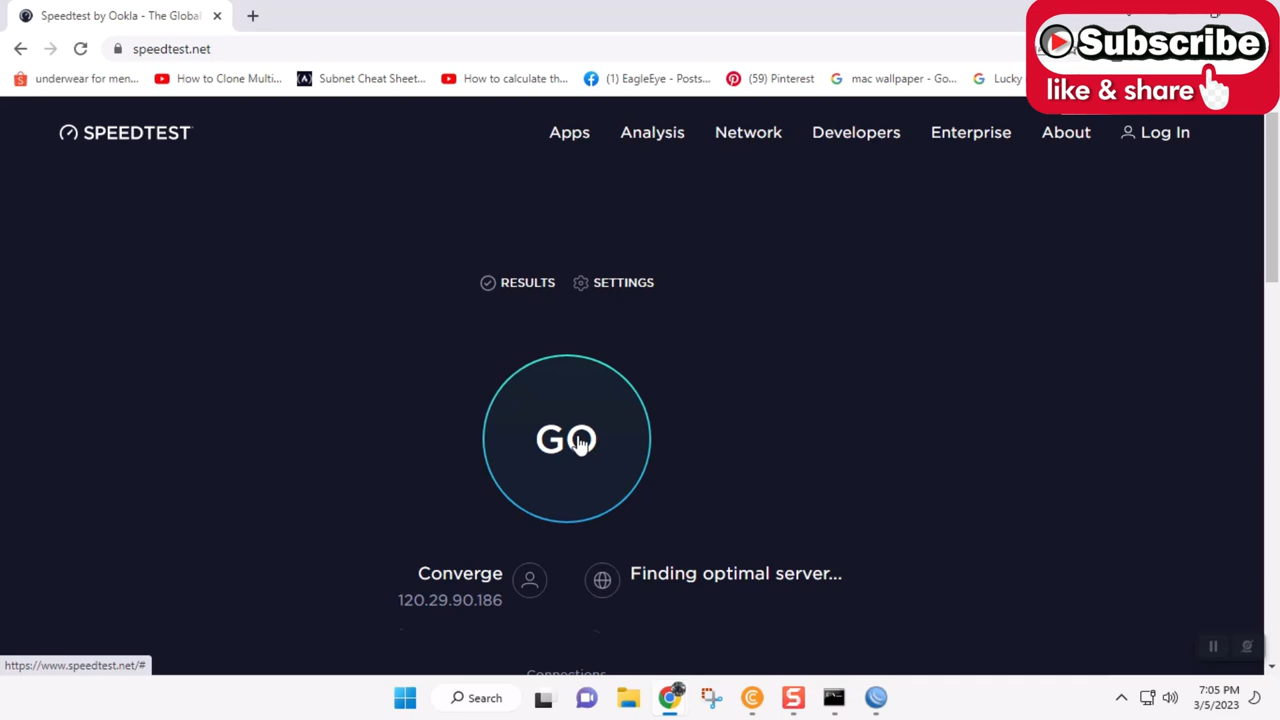 Speedtest by Ookla - The Global
speedtest.net
Subscribe
like & share
underwear for men...
How to Clone Multi...
Subnet Cheat Sheet...
How to calculate th...
(1) EagleEye - Posts...
(59) Pinterest
mac wallpaper - Go...
Lucky
SPEEDTEST
Apps
Analysis
Network
Developers
Enterprise
About
Log In
RESULTS
SETTINGS
GO
Converge
120.29.90.186
Finding optimal server...
Connections
https://www.speedtest.net/#
Search
7:05 PM
3/5/2023